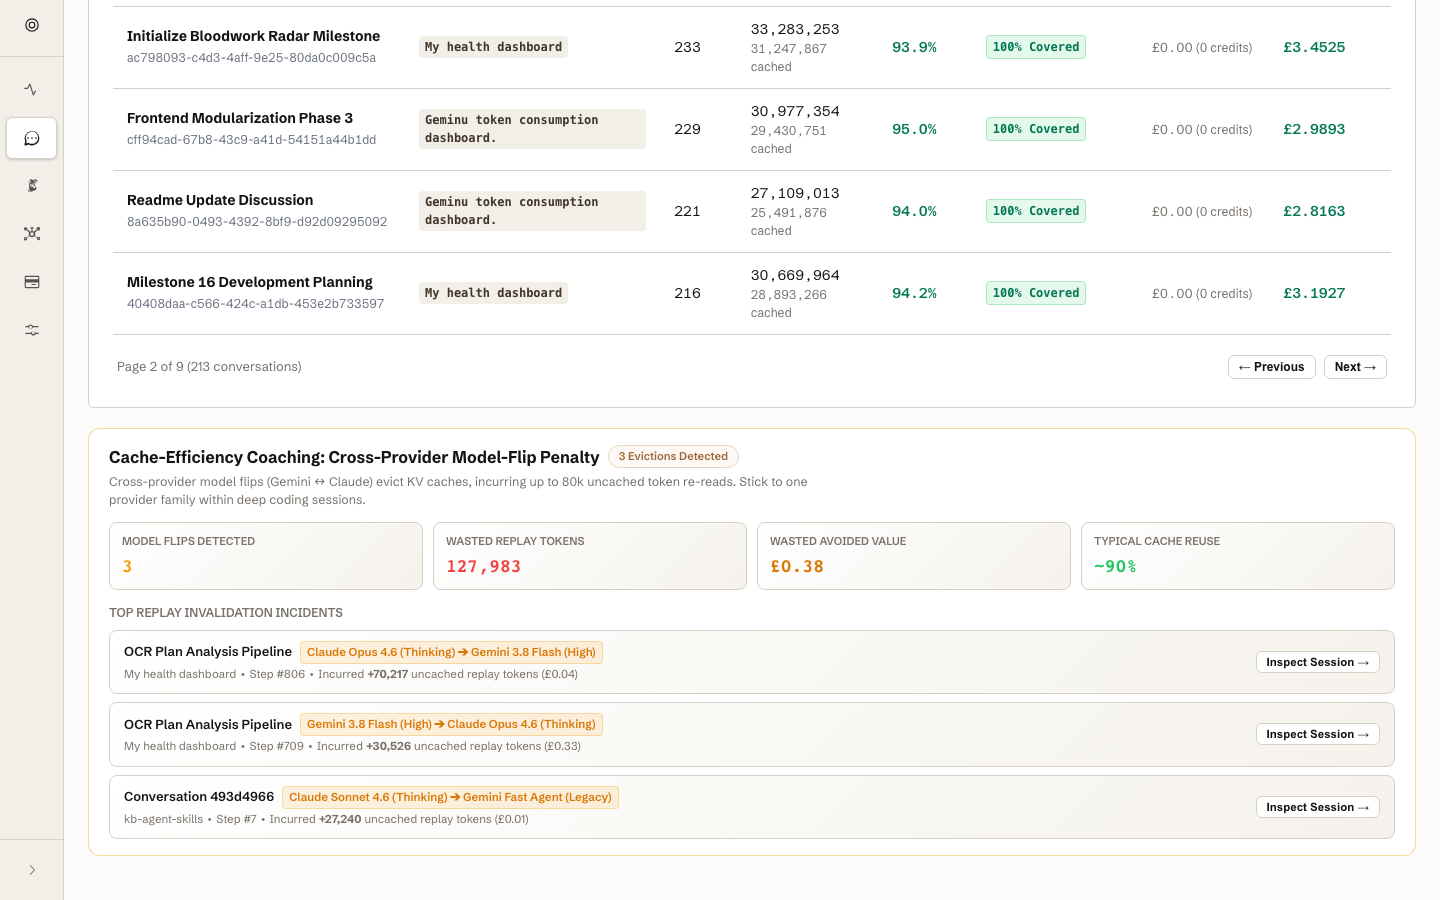 Initialize Bloodwork Radar Milestone
ac798093-c4d3-4aff-9e25-80da0c009c5a
My health dashboard
233
33,283,253
31,247,867
cached
93.9%
100% Covered
£0.00 (0 credits)
£3.4525
Frontend Modularization Phase 3
cff94cad-67b8-43c9-a41d-54151a44b1dd
Geminu token consumption
dashboard.
229
30,977,354
29,430,751
cached
95.0%
100% Covered
£0.00 (0 credits)
£2.9893
Readme Update Discussion
8a635b90-0493-4392-8bf9-d92d09295092
Geminu token consumption
dashboard.
221
27,109,013
25,491,876
cached
94.0%
100% Covered
£0.00 (0 credits)
£2.8163
Milestone 16 Development Planning
40408daa-c566-424c-a1db-453e2b733597
My health dashboard
216
30,669,964
28,893,266
cached
94.2%
100% Covered
£0.00 (0 credits)
£3.1927
Page 2 of 9 (213 conversations)
← Previous
Next →
Cache-Efficiency Coaching: Cross-Provider Model-Flip Penalty
3 Evictions Detected
Cross-provider model flips (Gemini ↔ Claude) evict KV caches, incurring up to 80k uncached token re-reads. Stick to one
provider family within deep coding sessions.
MODEL FLIPS DETECTED
3
WASTED REPLAY TOKENS
127,983
WASTED AVOIDED VALUE
£0.38
TYPICAL CACHE REUSE
~90%
TOP REPLAY INVALIDATION INCIDENTS
OCR Plan Analysis Pipeline
Claude Opus 4.6 (Thinking) ➔ Gemini 3.8 Flash (High)
My health dashboard • Step #806 • Incurred +70,217 uncached replay tokens (£0.04)
Inspect Session →
OCR Plan Analysis Pipeline
Gemini 3.8 Flash (High) ➔ Claude Opus 4.6 (Thinking)
My health dashboard • Step #709 • Incurred +30,526 uncached replay tokens (£0.33)
Inspect Session →
Conversation 493d4966
Claude Sonnet 4.6 (Thinking) ➔ Gemini Fast Agent (Legacy)
kb-agent-skills • Step #7 • Incurred +27,240 uncached replay tokens (£0.01)
Inspect Session →